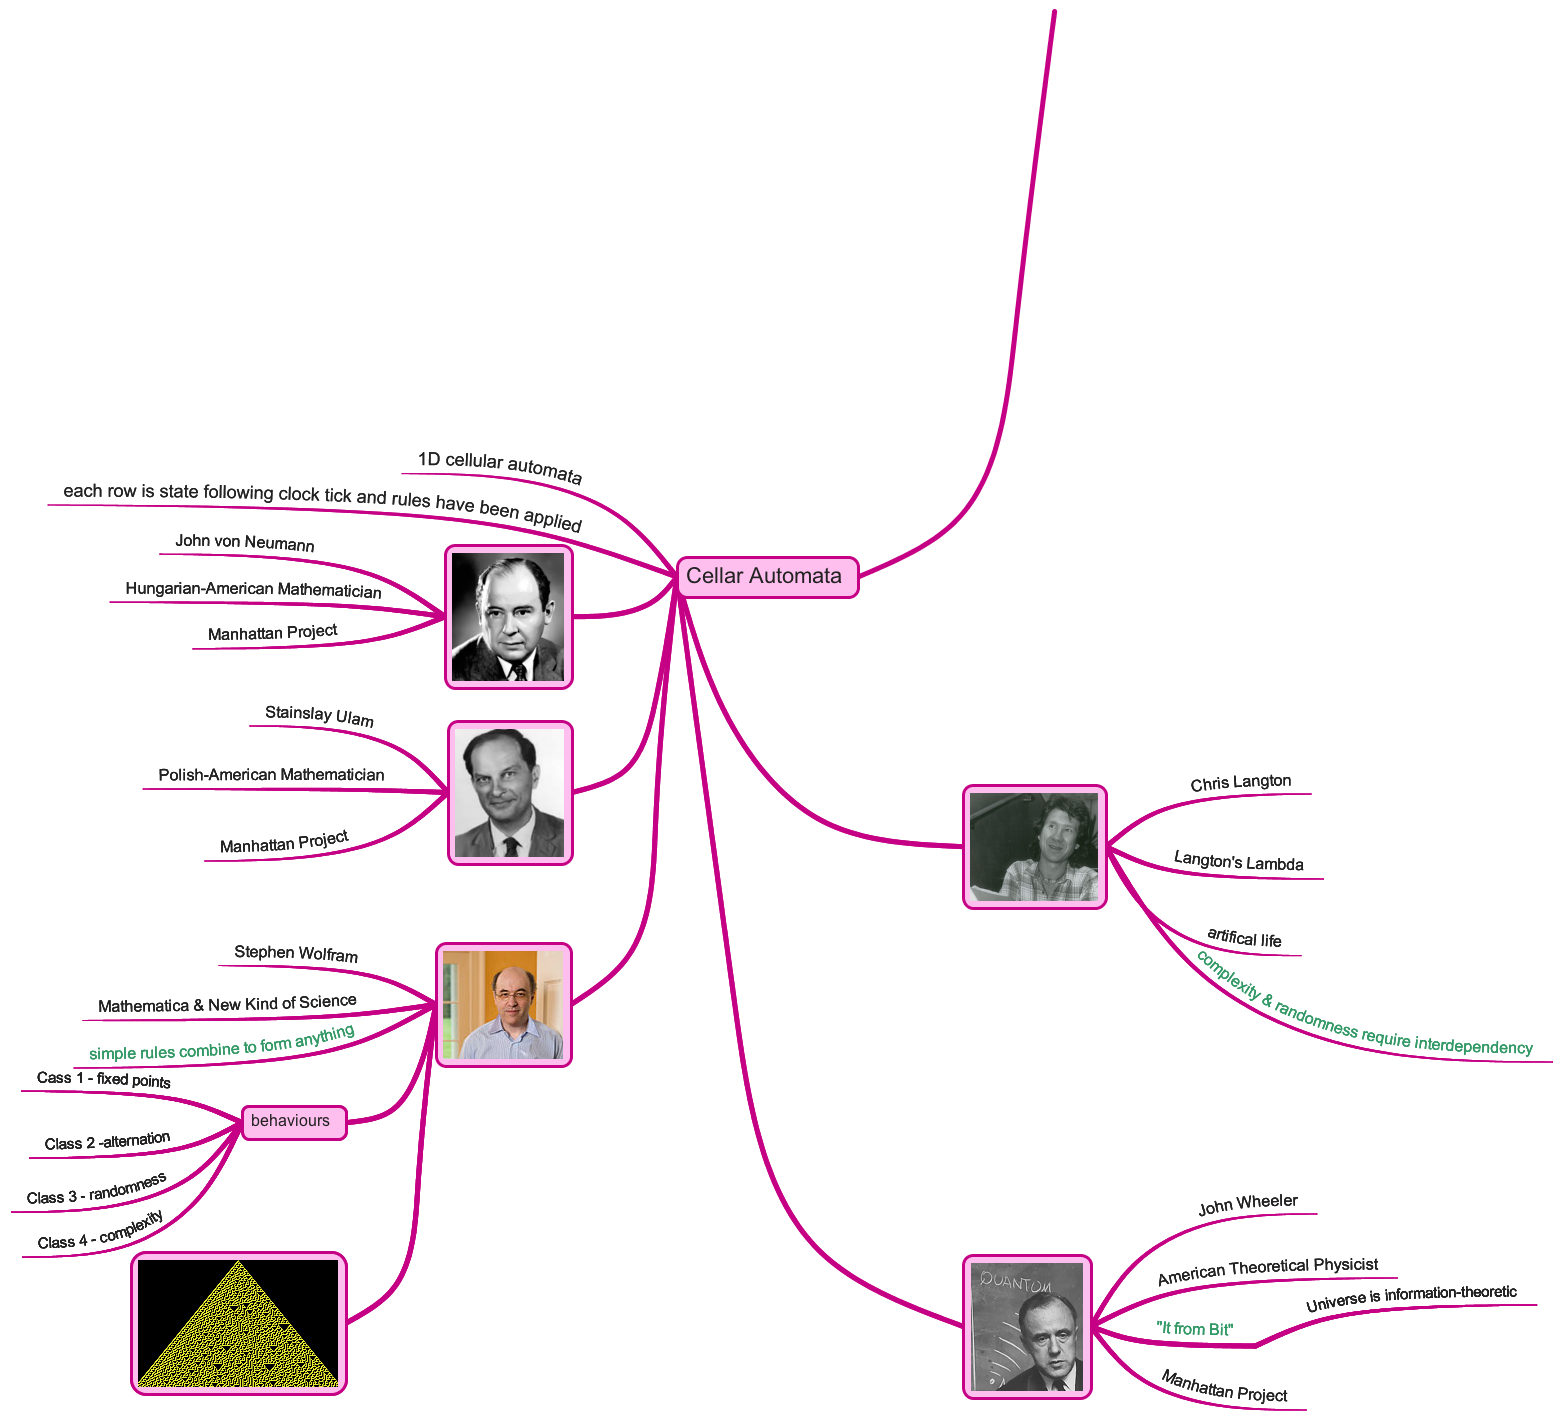 Cellar Automata
1D cellular automata
each row is state following clock tick and rules have been applied
John von Neumann
Hungarian-American Mathematician
Manhattan Project
Stainslay Ulam
Polish-American Mathematician
Manhattan Project
Stephen Wolfram
Mathematica & New Kind of Science
simple rules combine to form anything
behaviours
Cass 1 - fixed points
Class 2 -alternation
Class 3 - randomness
Class 4 - complexity
Chris Langton
Langton's Lambda
artifical life
complexity & randomness require interdependency
John Wheeler
American Theoretical Physicist
"It from Bit"
Universe is information-theoretic
Manhattan Project
QUANTUM